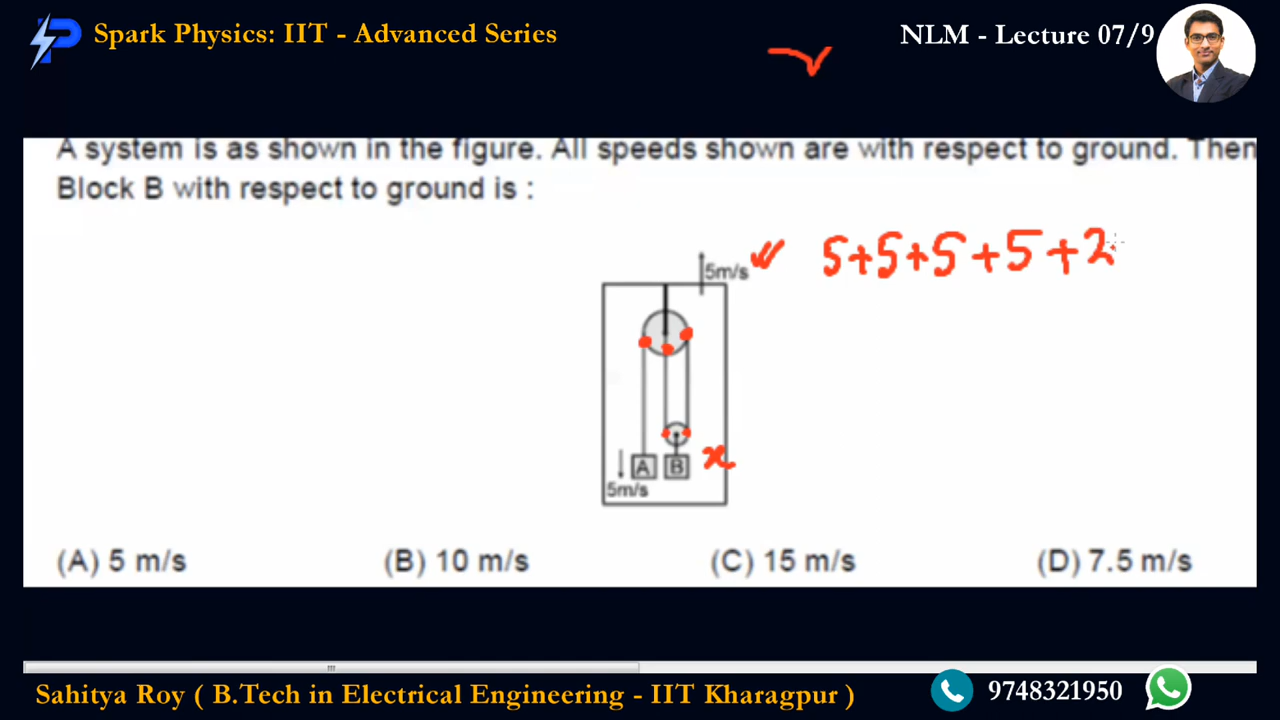 Spark Physics: IIT - Advanced Series
NLM - Lecture 07/9
A system is as shown in the figure. All speeds shown are with respect to ground. Then
Block B with respect to ground is :
5m/s
5+5+5+5+2
x
A B
5m/s
(A) 5 m/s (B) 10 m/s (C) 15 m/s (D) 7.5 m/s
Sahitya Roy ( B.Tech in Electrical Engineering - IIT Kharagpur )
9748321950